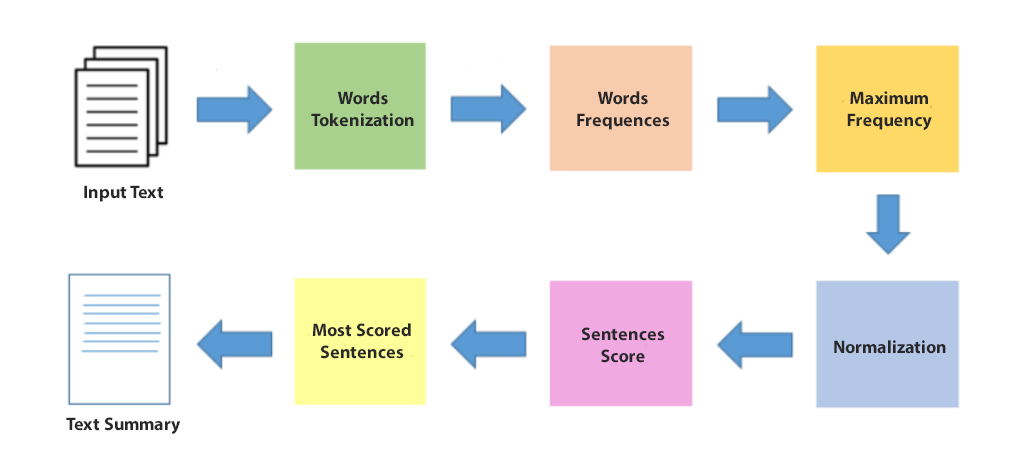 Words
Tokenization
Words
Frequences
Maximum
Frequency
Input Text
Most Scored
Sentences
Sentences
Score
Normalization
Text Summary